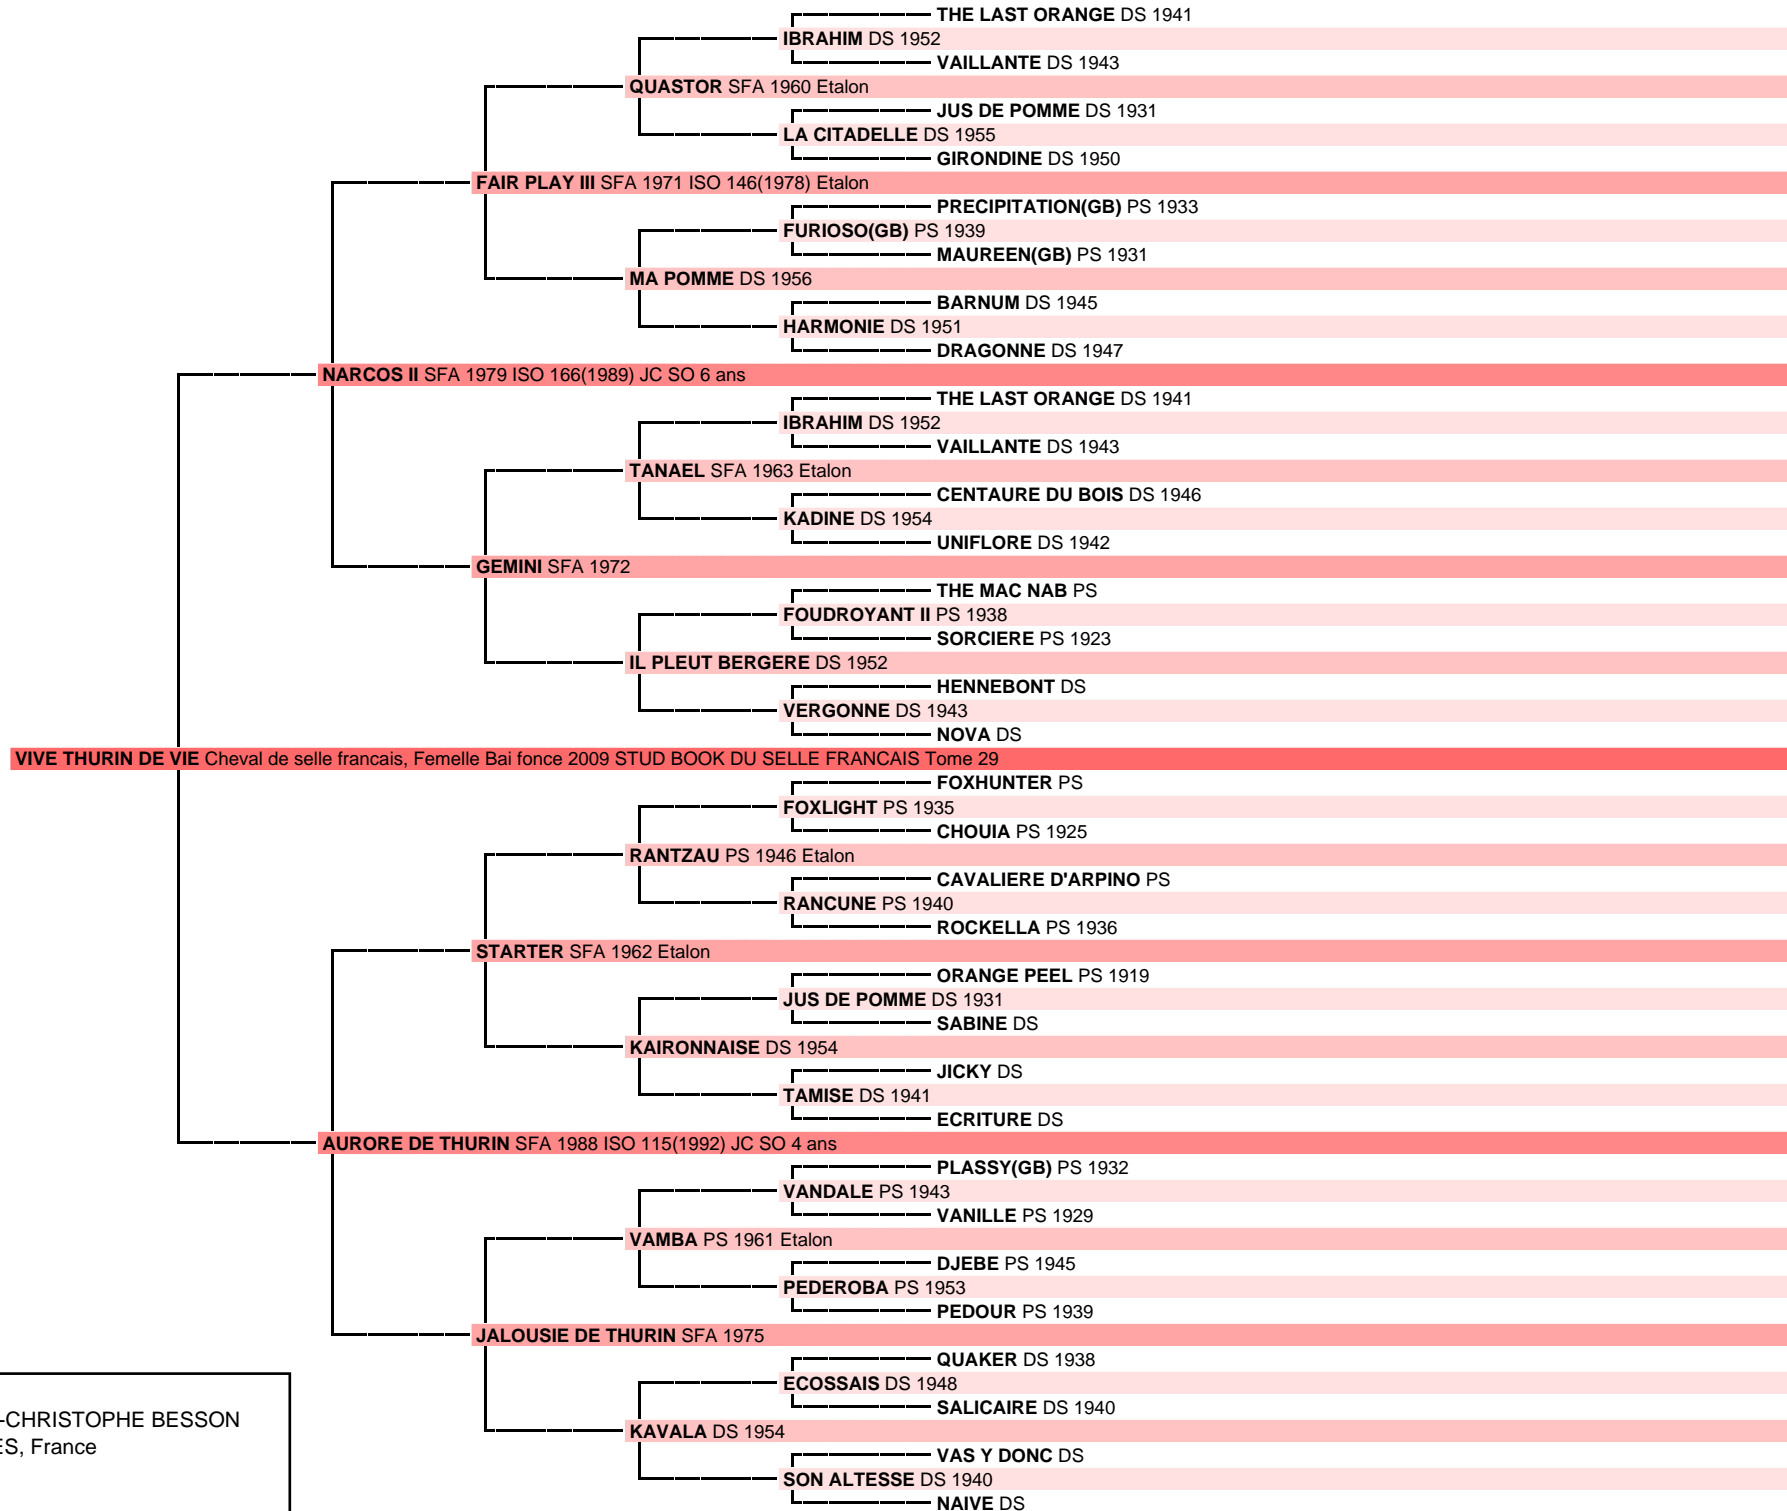 THE LAST ORANGE DS 1941
IBRAHIM DS 1952
VAILLANTE DS 1943
QUASTOR SFA 1960 Etalon
JUS DE POMME DS 1931
LA CITADELLE DS 1955
GIRONDINE DS 1950
FAIR PLAY III SFA 1971 ISO 146(1978) Etalon
PRECIPITATION(GB) PS 1933
FURIOSO(GB) PS 1939
MAUREEN(GB) PS 1931
MA POMME DS 1956
BARNUM DS 1945
HARMONIE DS 1951
DRAGONNE DS 1947
NARCOS II SFA 1979 ISO 166(1989) JC SO 6 ans
THE LAST ORANGE DS 1941
IBRAHIM DS 1952
VAILLANTE DS 1943
TANAEL SFA 1963 Etalon
CENTAURE DU BOIS DS 1946
KADINE DS 1954
UNIFLORE DS 1942
GEMINI SFA 1972
THE MAC NAB PS
FOUDROYANT II PS 1938
SORCIERE PS 1923
IL PLEUT BERGERE DS 1952
HENNEBONT DS
VERGONNE DS 1943
NOVA DS
VIVE THURIN DE VIE Cheval de selle francais, Femelle Bai fonce 2009 STUD BOOK DU SELLE FRANCAIS Tome 29
FOXHUNTER PS
FOXLIGHT PS 1935
CHOUIA PS 1925
RANTZAU PS 1946 Etalon
CAVALIERE D'ARPINO PS
RANCUNE PS 1940
ROCKELLA PS 1936
STARTER SFA 1962 Etalon
ORANGE PEEL PS 1919
JUS DE POMME DS 1931
SABINE DS
KAIRONNAISE DS 1954
JICKY DS
TAMISE DS 1941
ECRITURE DS
AURORE DE THURIN SFA 1988 ISO 115(1992) JC SO 4 ans
PLASSY(GB) PS 1932
VANDALE PS 1943
VANILLE PS 1929
VAMBA PS 1961 Etalon
DJEBE PS 1945
PEDEROBA PS 1953
PEDOUR PS 1939
JALOUSIE DE THURIN SFA 1975
QUAKER DS 1938
ECOSSAIS DS 1948
SALICAIRE DS 1940
KAVALA DS 1954
VAS Y DONC DS
SON ALTESSE DS 1940
NAIVE DS
-CHRISTOPHE BESSON
ES, France